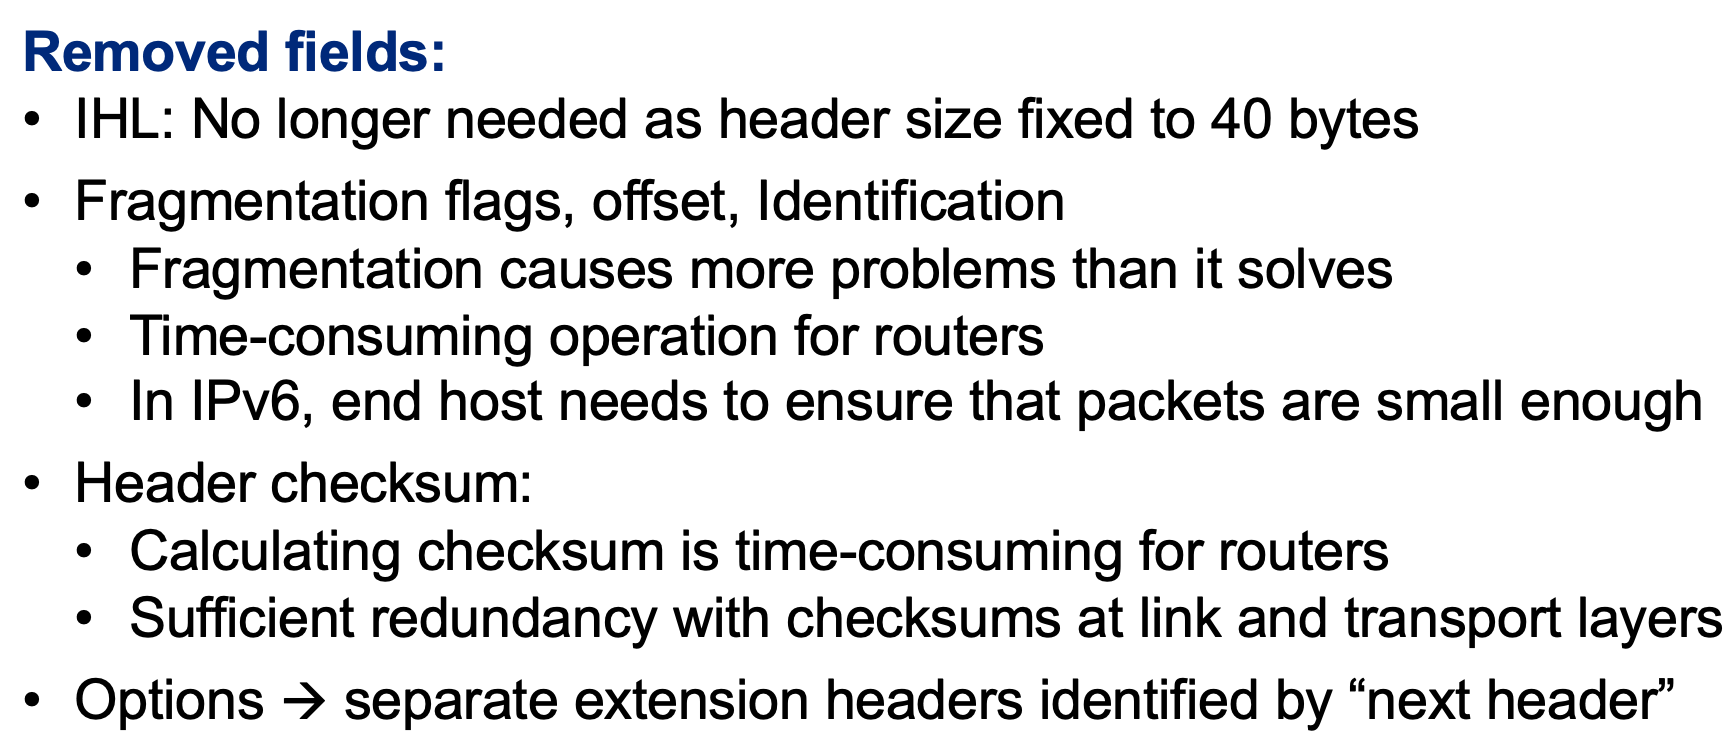 Removed fields:
• IHL: No longer needed as header size fixed to 40 bytes
• Fragmentation flags, offset, Identification
• Fragmentation causes more problems than it solves
• Time-consuming operation for routers
• In IPv6, end host needs to ensure that packets are small enough
• Header checksum:
• Calculating checksum is time-consuming for routers
• Sufficient redundancy with checksums at link and transport layers
• Options → separate extension headers identified by “next header”